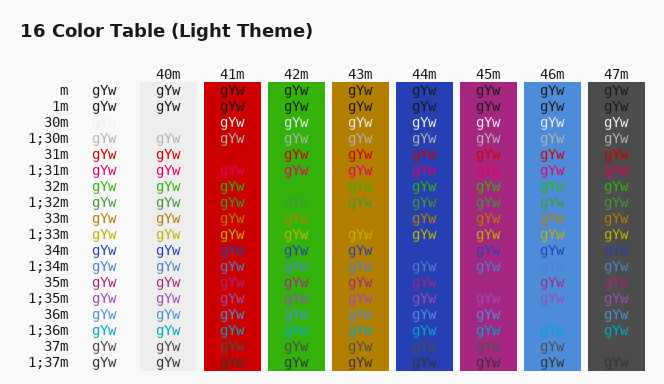 16 Color Table (Light Theme)
40m 41m 42m 43m 44m 45m 46m 47m
m gYw gYw gYw gYw gYw gYw gYw gYw gYw
1m gYw gYw gYw gYw gYw gYw gYw gYw gYw
30m gYw gYw gYw gYw gYw gYw gYw gYw
1;30m gYw gYw gYw gYw gYw gYw gYw gYw gYw
31m gYw gYw gYw gYw gYw gYw gYw gYw
1;31m gYw gYw gYw gYw gYw gYw gYw gYw gYw
32m gYw gYw gYw gYw gYw gYw gYw gYw
1;32m gYw gYw gYw gYw gYw gYw gYw gYw gYw
33m gYw gYw gYw gYw gYw gYw gYw gYw
1;33m gYw gYw gYw gYw gYw gYw gYw gYw gYw
34m gYw gYw gYw gYw gYw gYw gYw gYw
1;34m gYw gYw gYw gYw gYw gYw gYw gYw gYw
35m gYw gYw gYw gYw gYw gYw gYw gYw
1;35m gYw gYw gYw gYw gYw gYw gYw gYw gYw
36m gYw gYw gYw gYw gYw gYw gYw gYw
1;36m gYw gYw gYw gYw gYw gYw gYw gYw gYw
37m gYw gYw gYw gYw gYw gYw gYw gYw
1;37m gYw gYw gYw gYw gYw gYw gYw gYw gYw